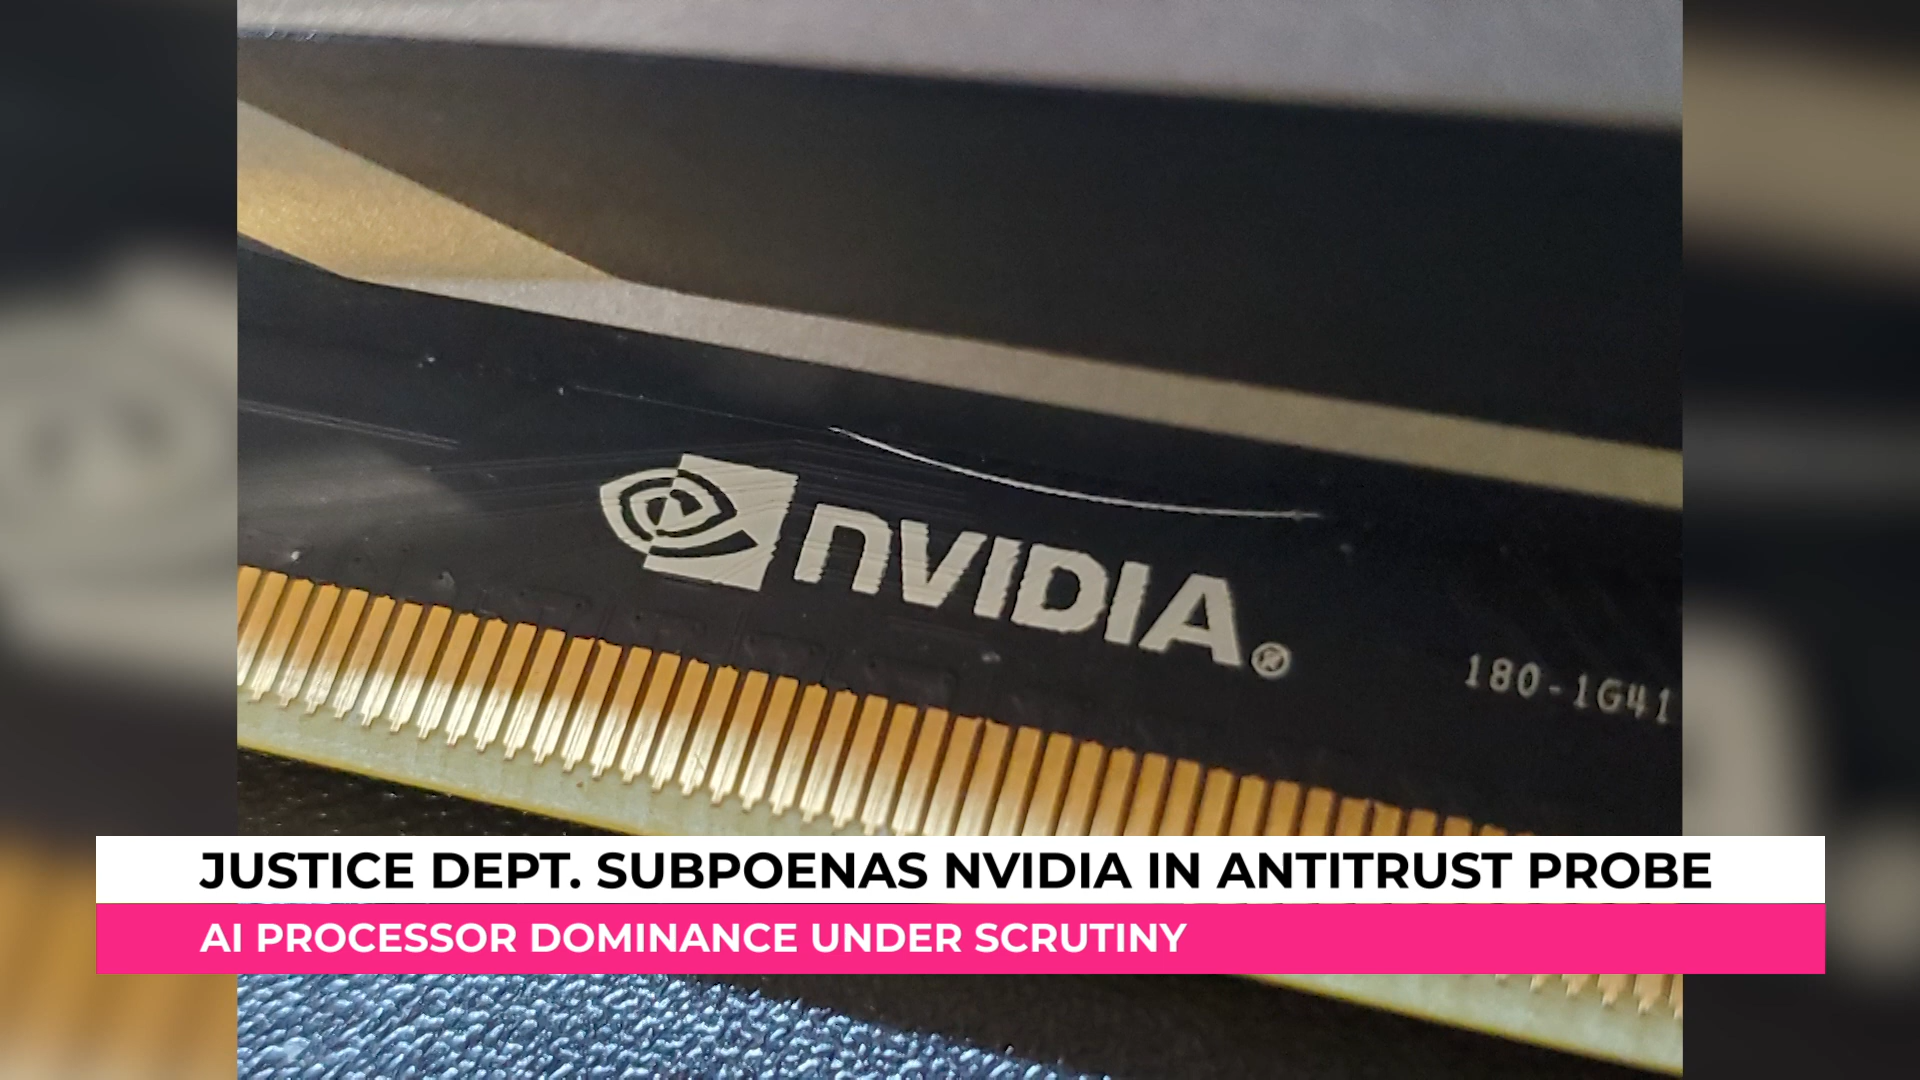 NVIDIA®
180-1G41
JUSTICE DEPT. SUBPOENAS NVIDIA IN ANTITRUST PROBE
AI PROCESSOR DOMINANCE UNDER SCRUTINY